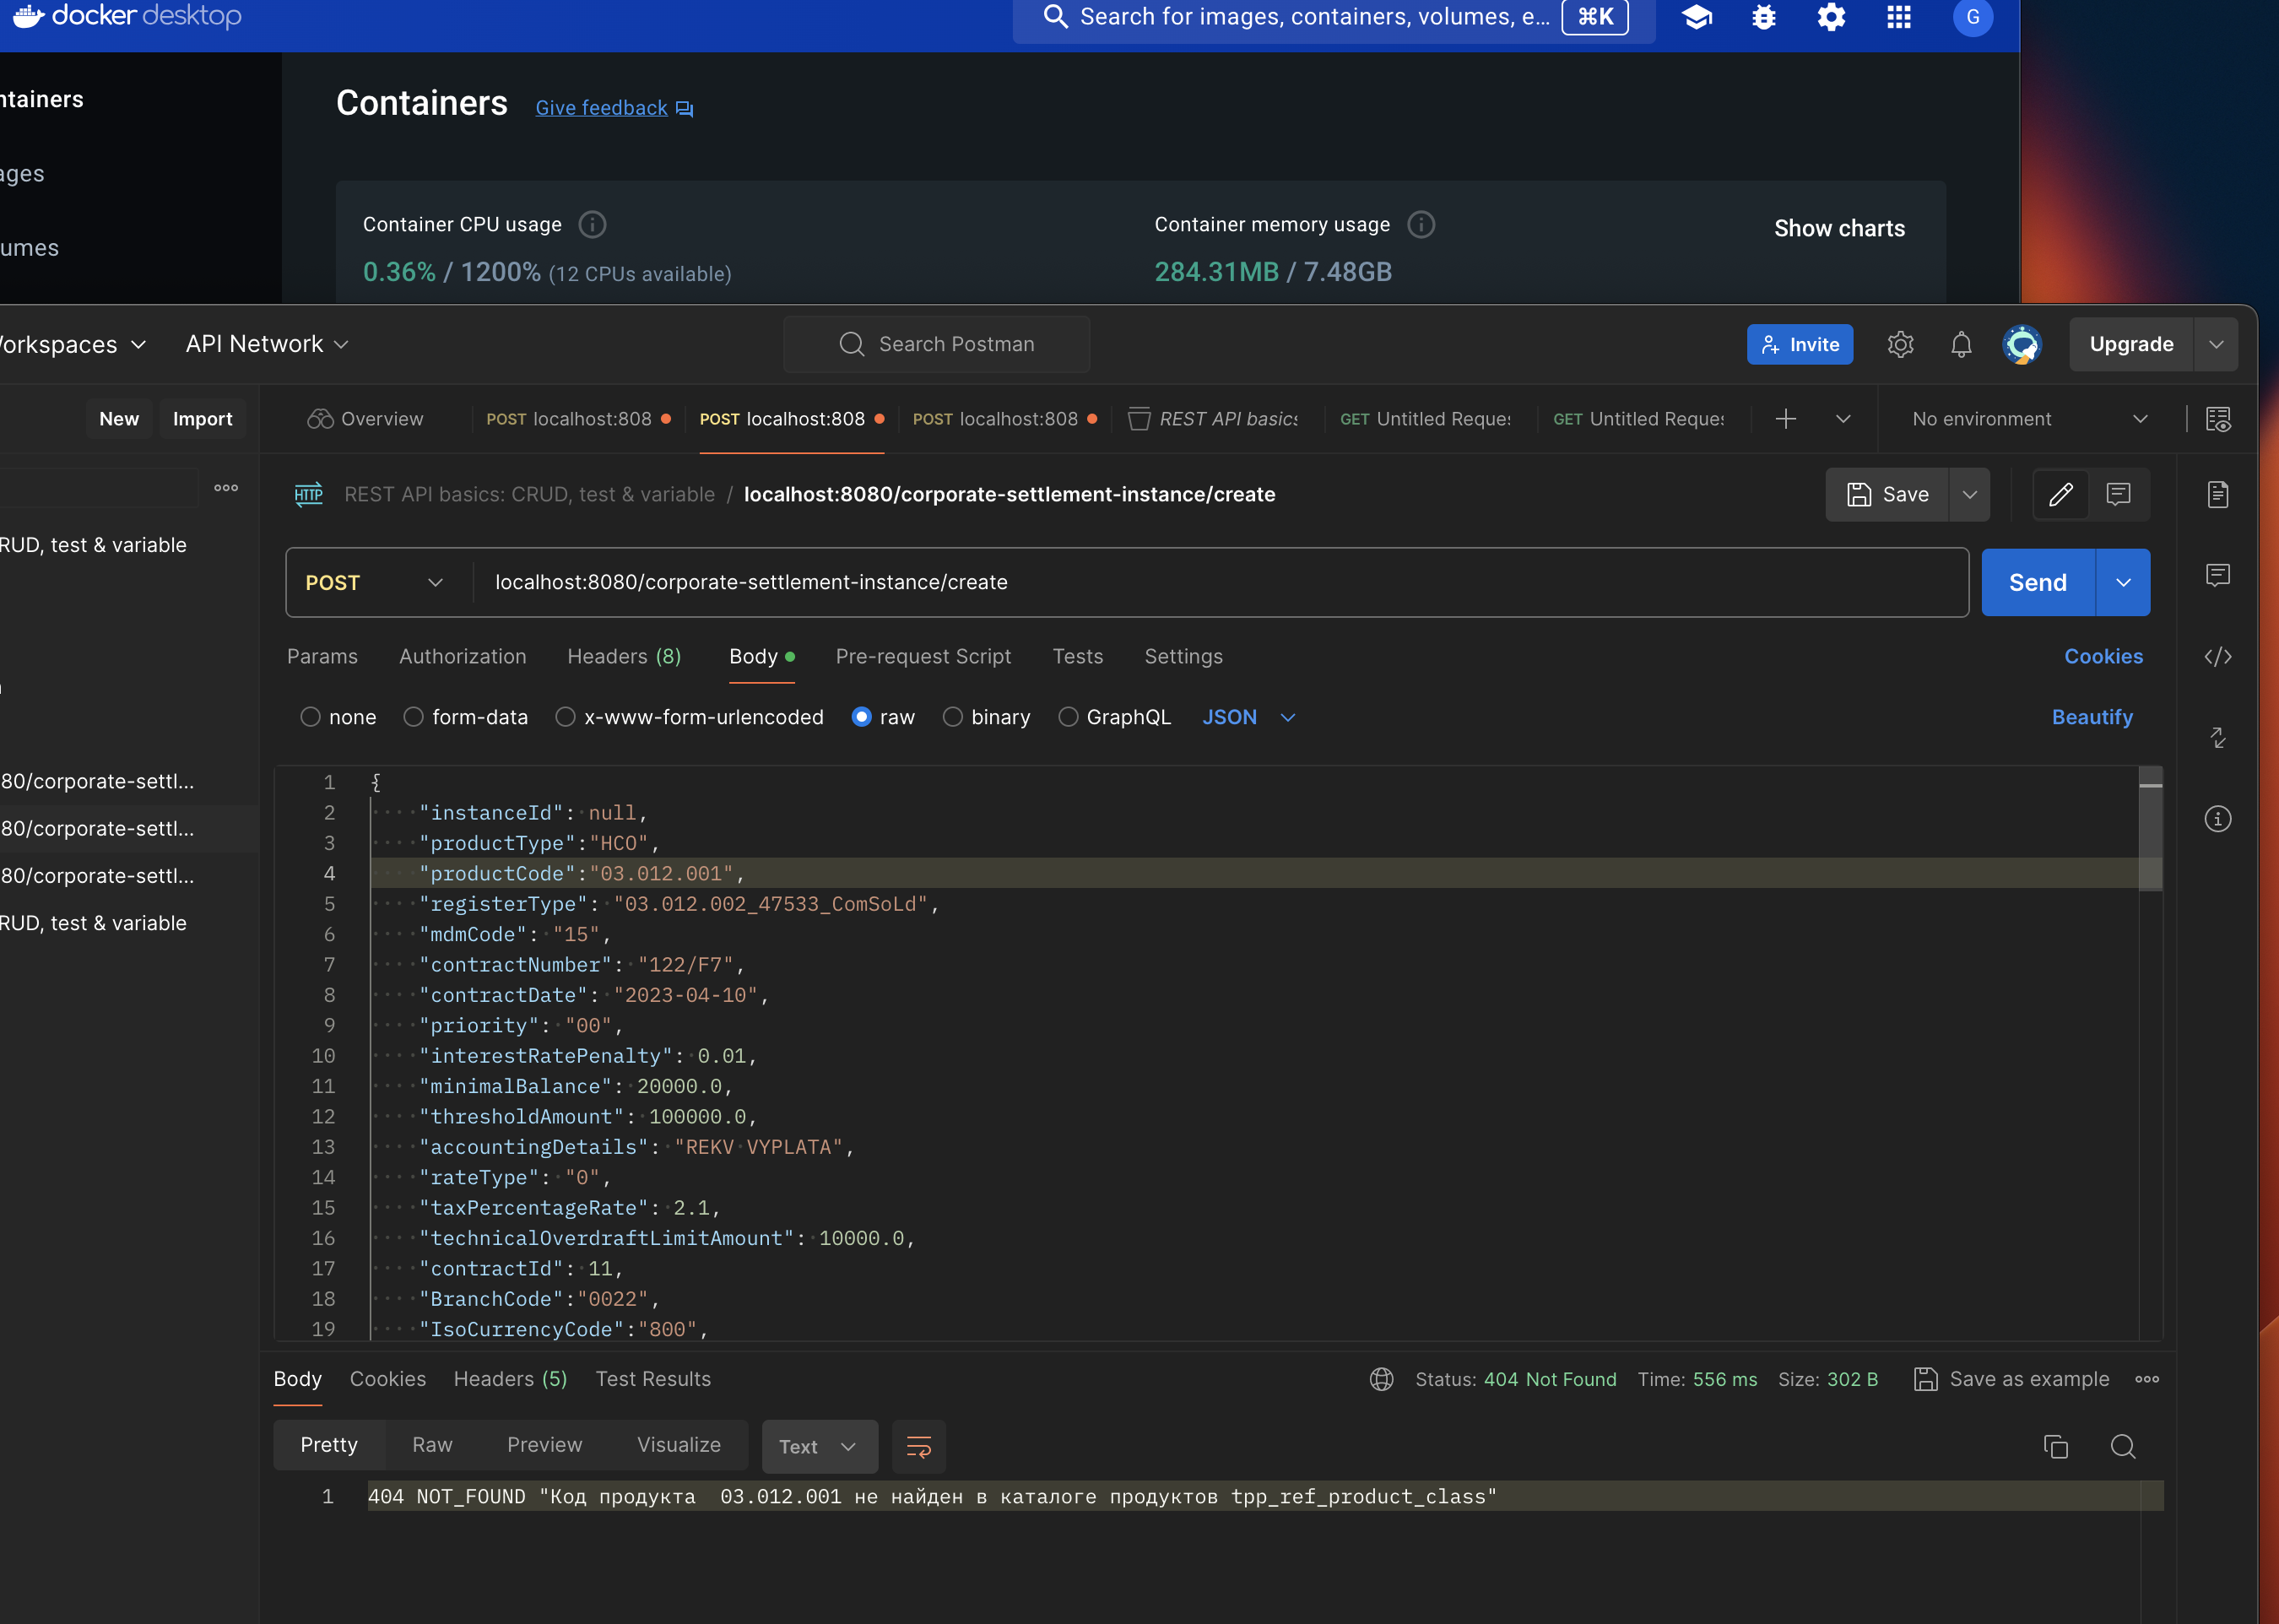 docker desktop
Search for images, containers, volumes, e... ⌘K
G
ntainers
Containers
Give feedback
ages
umes
Container CPU usage
Container memory usage
Show charts
0.36% / 1200% (12 CPUs available)
284.31MB / 7.48GB
Workspaces
API Network
Search Postman
Invite
Upgrade
New
Import
Overview
POST localhost:808
POST localhost:808
POST localhost:808
REST API basics
GET Untitled Reques
GET Untitled Reques
No environment
HTTP
REST API basics: CRUD, test & variable / localhost:8080/corporate-settlement-instance/create
Save
RUD, test & variable
POST
localhost:8080/corporate-settlement-instance/create
Send
Params
Authorization
Headers (8)
Body
Pre-request Script
Tests
Settings
Cookies
none
form-data
x-www-form-urlencoded
raw
binary
GraphQL
JSON
Beautify
80/corporate-settl...
80/corporate-settl...
80/corporate-settl...
RUD, test & variable
1 {
2 "instanceId": null,
3 "productType":"HCO",
4 "productCode":"03.012.001",
5 "registerType": "03.012.002_47533_ComSoLd",
6 "mdmCode": "15",
7 "contractNumber": "122/F7",
8 "contractDate": "2023-04-10",
9 "priority": "00",
10 "interestRatePenalty": 0.01,
11 "minimalBalance": 20000.0,
12 "thresholdAmount": 100000.0,
13 "accountingDetails": "REKV VYPLATA",
14 "rateType": "0",
15 "taxPercentageRate": 2.1,
16 "technicalOverdraftLimitAmount": 10000.0,
17 "contractId": 11,
18 "BranchCode":"0022",
19 "IsoCurrencyCode":"800",
Body
Cookies
Headers (5)
Test Results
Status: 404 Not Found
Time: 556 ms
Size: 302 B
Save as example
Pretty
Raw
Preview
Visualize
Text
1 404 NOT_FOUND "Код продукта  03.012.001 не найден в каталоге продуктов tpp_ref_product_class"